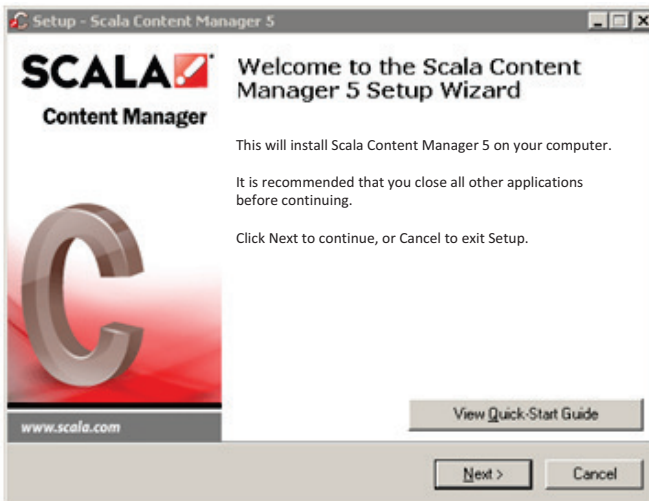 Setup - Scala Content Manager 5
SCALA
Content Manager
Welcome to the Scala Content
Manager 5 Setup Wizard
This will install Scala Content Manager 5 on your computer.
It is recommended that you close all other applications
before continuing.
Click Next to continue, or Cancel to exit Setup.
C
www.scala.com
View Quick-Start Guide
Next >
Cancel